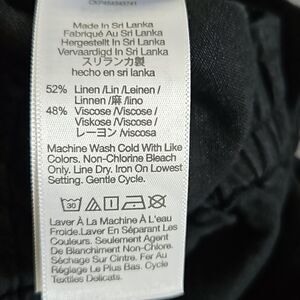 Made In Sri Lanka
Fabriqué Au Sri Lanka
Hergestellt In Sri Lanka
Vervaardigd In Sri Lanka
スリランカ製
hecho en sri lanka
52% Linen /Lin /Leinen /
Linnen /麻 /lino
48% Viscose /Viscose /
Viskose /Viscose /
レーヨン /viscosa
Machine Wash Cold With Like
Colors. Non-Chlorine Bleach
Only. Line Dry. Iron On Lowest
Setting. Gentle Cycle.
30
Laver À La Machine À L'eau
Froide.Laver En Séparant Les
Couleurs. Seulement Agent
De Blanchiment Non-Chloré.
Séchage Sur Cintre. Fer Au
Réglage Le Plus Bas. Cycle
Textiles Délicats.